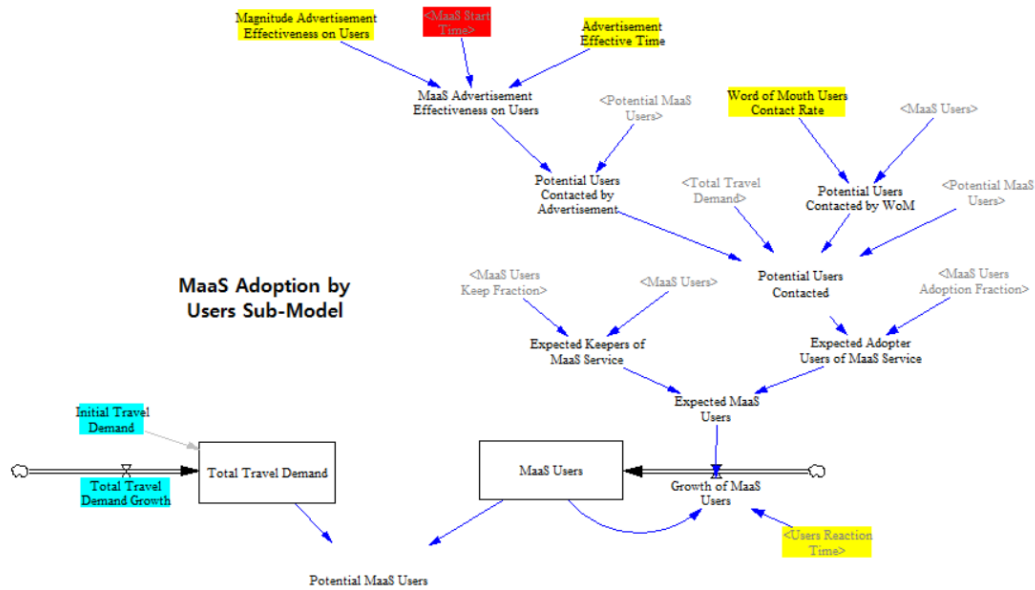 Magnitude Advertisement
Effectiveness on Users
<MaaS Start
Time>
Advertisement
Effective Time
MaaS Advertisement
Effectiveness on Users
<Potential MaaS
Users>
Word of Mouth Users
Contact Rate
<MaaS Users>
Potential Users
Contacted by
Advertisement
<Total Travel
Demand>
Potential Users
Contacted by WoM
<Potential MaaS
Users>
MaaS Adoption by
Users Sub-Model
<MaaS Users
Keep Fraction>
<MaaS Users>
Potential Users
Contacted
<MaaS Users
Adoption Fraction>
Expected Keepers of
MaaS Service
Expected Adopter
Users of MaaS Service
Expected MaaS
Users
Initial Travel
Demand
Total Travel Demand
MaaS Users
Total Travel
Demand Growth
Growth of MaaS
Users
<Users Reaction
Time>
Potential MaaS Users